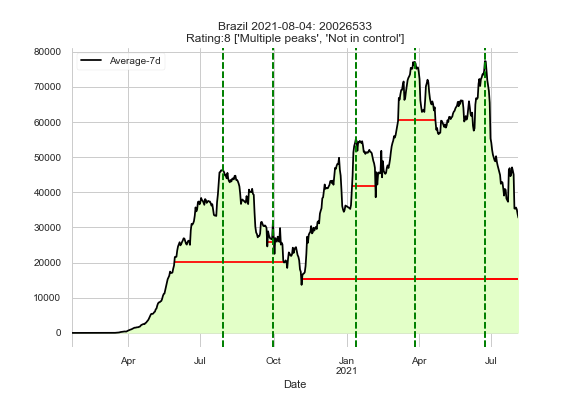 Brazil 2021-08-04: 20026533
Rating:8 ['Multiple peaks', 'Not in control']
80000
70000
60000
50000
40000
30000
20000
10000
0
Average-7d
Apr
Jul
Oct
Jan
2021
Apr
Jul
Date